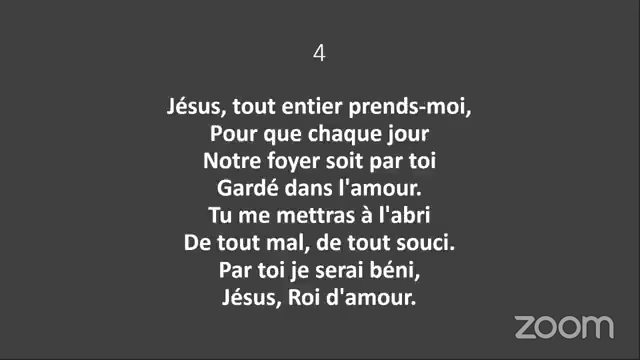 4
Jésus, tout entier prends-moi,
Pour que chaque jour
Notre foyer soit par toi
Gardé dans l'amour.
Tu me mettras à l'abri
De tout mal, de tout souci.
Par toi je serai béni,
Jésus, Roi d'amour.
zoom